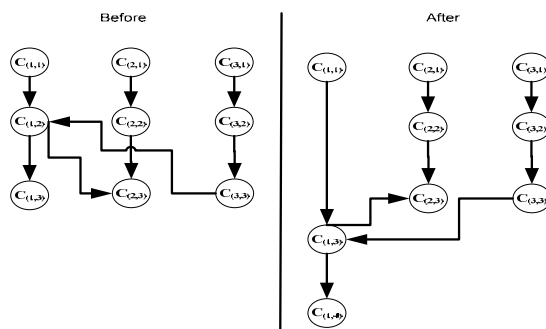 Before
After
C(1,1)
C(2,1)
C(3,1)
C(1,1)
C(2,1)
C(3,1)
C(1,2)
C(2,2)
C(3,2)
C(2,2)
C(3,2)
C(1,3)
C(2,3)
C(3,3)
C(2,3)
C(3,3)
C(1,3)
C(1,4)